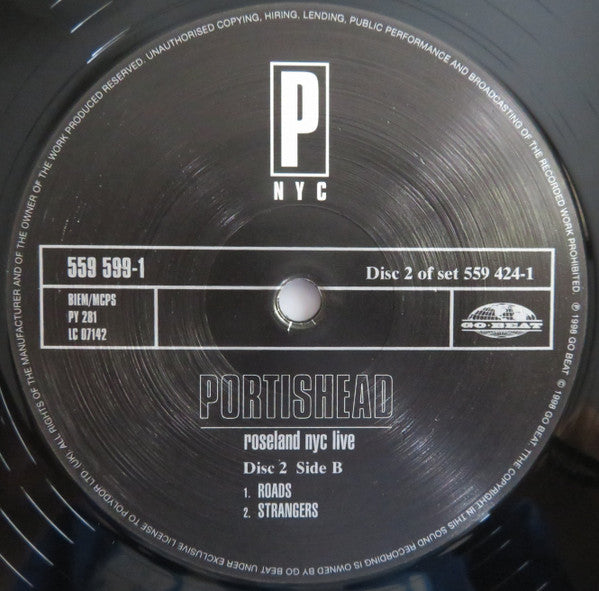 ALL RIGHTS OF THE MANUFACTURER AND OF THE OWNER OF THE WORK PRODUCED RESERVED. UNAUTHORISED COPYING, HIRING, LENDING, PUBLIC PERFORMANCE AND BROADCASTING OF THE RECORDED WORK PROHIBITED. ℗ 1998 GO BEAT © 1998 GO BEAT. TTHE COPYRIGHT IN THIS SOUND RECORDING IS OWNED BY GO BEAT UNDER EXCLUSIVE LICENSE TO POLYDOR LTD. (UK).
P
NYC
559 599-1
Disc 2 of set 559 424-1
BIEM/MCPS
PY 281
LC 07142
GO BEAT
PORTISHEAD
roseland nyc live
Disc 2 Side B
1. ROADS
2. STRANGERS